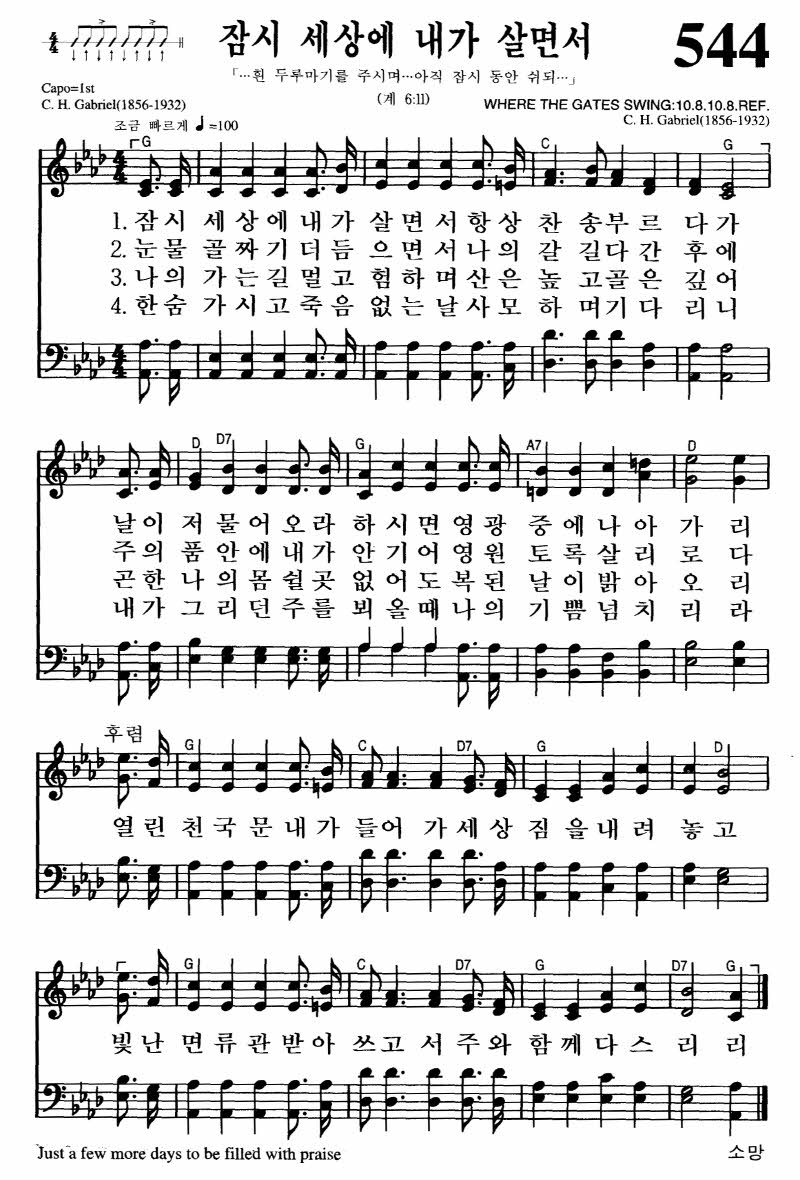 잠시 세상에 내가 살면서
544
「…흰 두루마기를 주시며…아직 잠시 동안 쉬되…」
(계 6:11)
Capo=1st
C. H. Gabriel(1856-1932)
WHERE THE GATES SWING:10.8.10.8.REF.
C. H. Gabriel(1856-1932)
조금 빠르게 ♩=100
G C G
1. 잠시 세상에내가 살면서항상 찬송부르 다가
2. 눈물 골짜기더듬 으면서나의 갈길다간 후에
3. 나의 가는길멀고 험하며산은 높고골은 깊어
4. 한숨 가시고죽음 없는날사모 하며기다 리니
D D7 G A7 D
날이 저물어오라 하시면영광 중에나아 가리
주의 품안에내가 안기어영원 토록살리 로다
곤한 나의몸쉴곳 없어도복된 날이밝아 오리
내가 그리던주를 뵈올때나의 기쁨넘치 리라
후렴
G C D7 G D
열린 천국문내가 들어 가세상 짐을내려 놓고
G C D7 G D7 G
빛난 면류관받아 쓰고서주와 함께다스 리리
Just a few more days to be filled with praise
소망